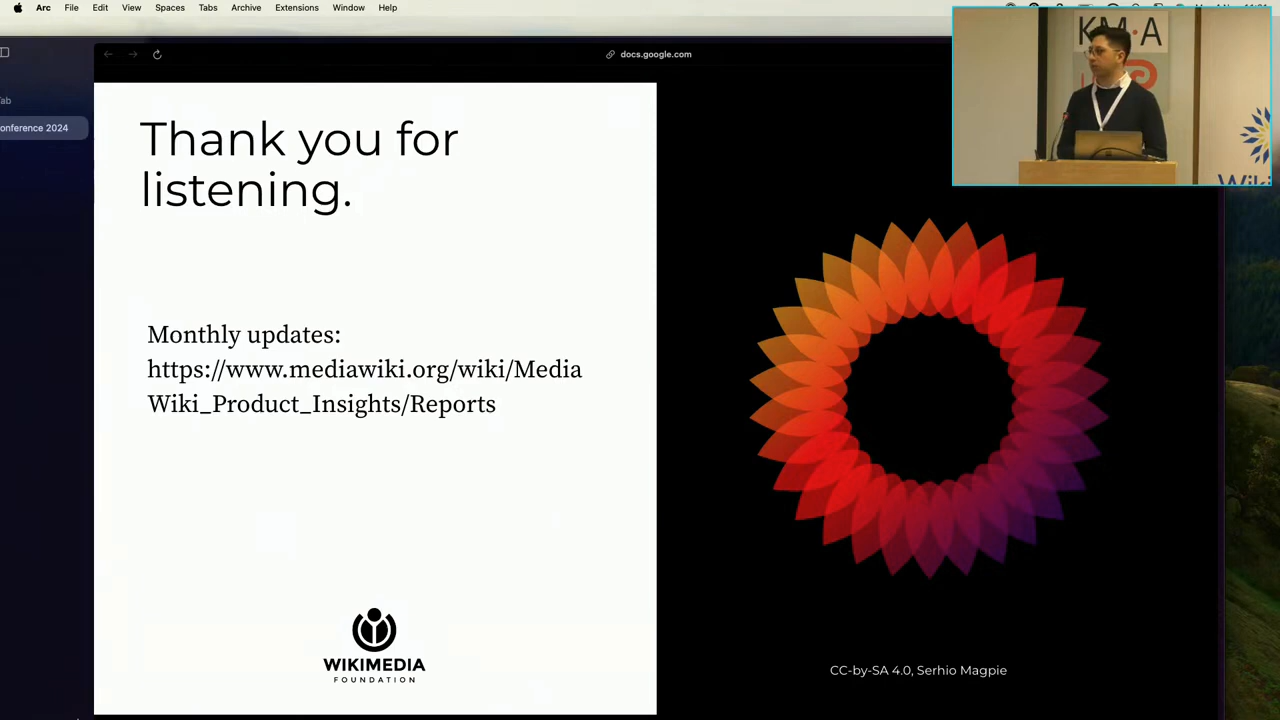 Arc File Edit View Spaces Tabs Archive Extensions Window Help
docs.google.com
onference 2024
Thank you for
listening.
Monthly updates:
https://www.mediawiki.org/wiki/Media
Wiki_Product_Insights/Reports
WIKIMEDIA
FOUNDATION
CC-by-SA 4.0, Serhio Magpie
KM·A
Wiki